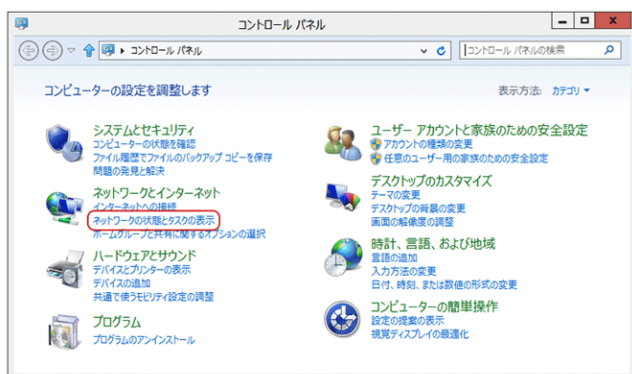 コントロール パネル
コントロール パネル
コントロール パネルの検索
コンピューターの設定を調整します
表示方法: カテゴリ
システムとセキュリティ
コンピューターの状態を確認
ファイル履歴でファイルのバックアップ コピーを保存
問題の発見と解決
ネットワークとインターネット
インターネットへの接続
ネットワークの状態とタスクの表示
ホームグループと共有に関するオプションの選択
ハードウェアとサウンド
デバイスとプリンターの表示
デバイスの追加
共通で使うモビリティ設定の調整
プログラム
プログラムのアンインストール
ユーザー アカウントと家族のための安全設定
アカウントの種類の変更
任意のユーザー用の家族のための安全設定
デスクトップのカスタマイズ
テーマの変更
デスクトップの背景の変更
画面の解像度の調整
時計、言語、および地域
言語の追加
入力方法の変更
日付、時刻、または数値の形式の変更
コンピューターの簡単操作
設定の提案の表示
視覚ディスプレイの最適化